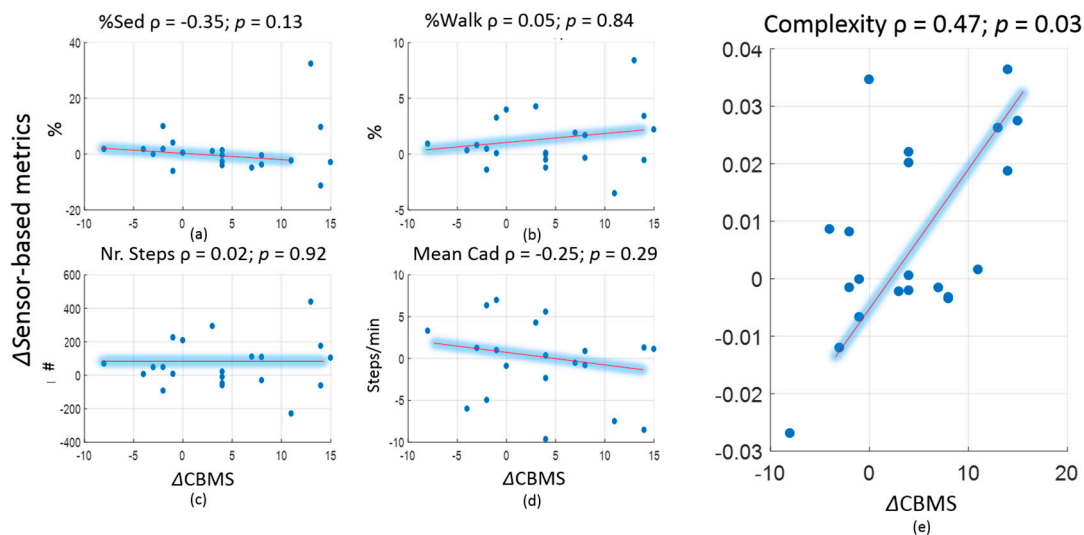 %Sed ρ = -0.35; p = 0.13
%Walk ρ = 0.05; p = 0.84
Complexity ρ = 0.47; p = 0.03
ΔSensor-based metrics
%
40
20
0
-20
-10 -5 0 5 10 15
(a)
%
10
5
0
5
-10 -5 0 5 10 15
(b)
Nr. Steps ρ = 0.02; p = 0.92
Mean Cad ρ = -0.25; p = 0.29
#
600
400
200
0
-200
400
-10 -5 0 5 10 15
ΔCBMS
(c)
Steps/min
10
5
0
-5
-10
-10 -5 0 5 10 15
ΔCBMS
(d)
0.04
0.03
0.02
0.01
0
-0.01
-0.02
-0.03
-10 0 10 20
ΔCBMS
(e)